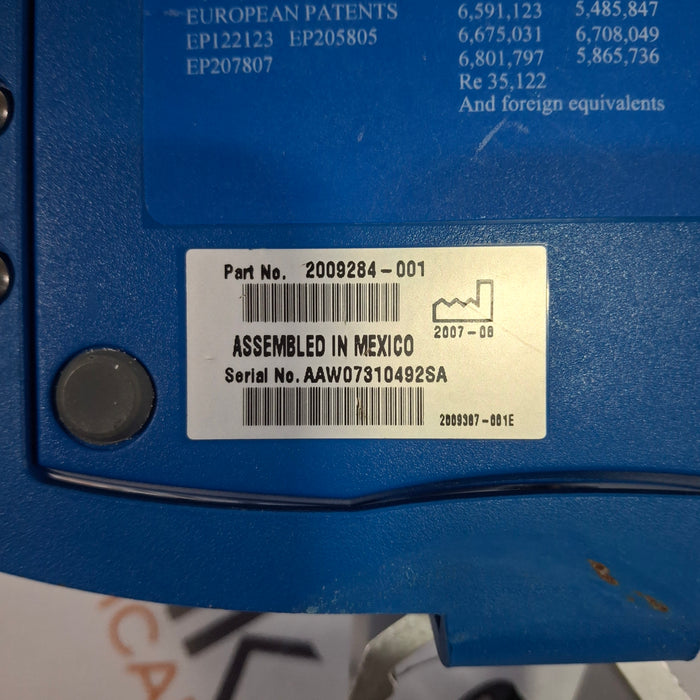 EUROPEAN PATENTS
EP122123 EP205805
EP207807
6,591,123 5,485,847
6,675,031 6,708,049
6,801,797 5,865,736
Re 35,122
And foreign equivalents
Part No. 2009284-001
2007-08
ASSEMBLED IN MEXICO
Serial No. AAW07310492SA
2009387-001E